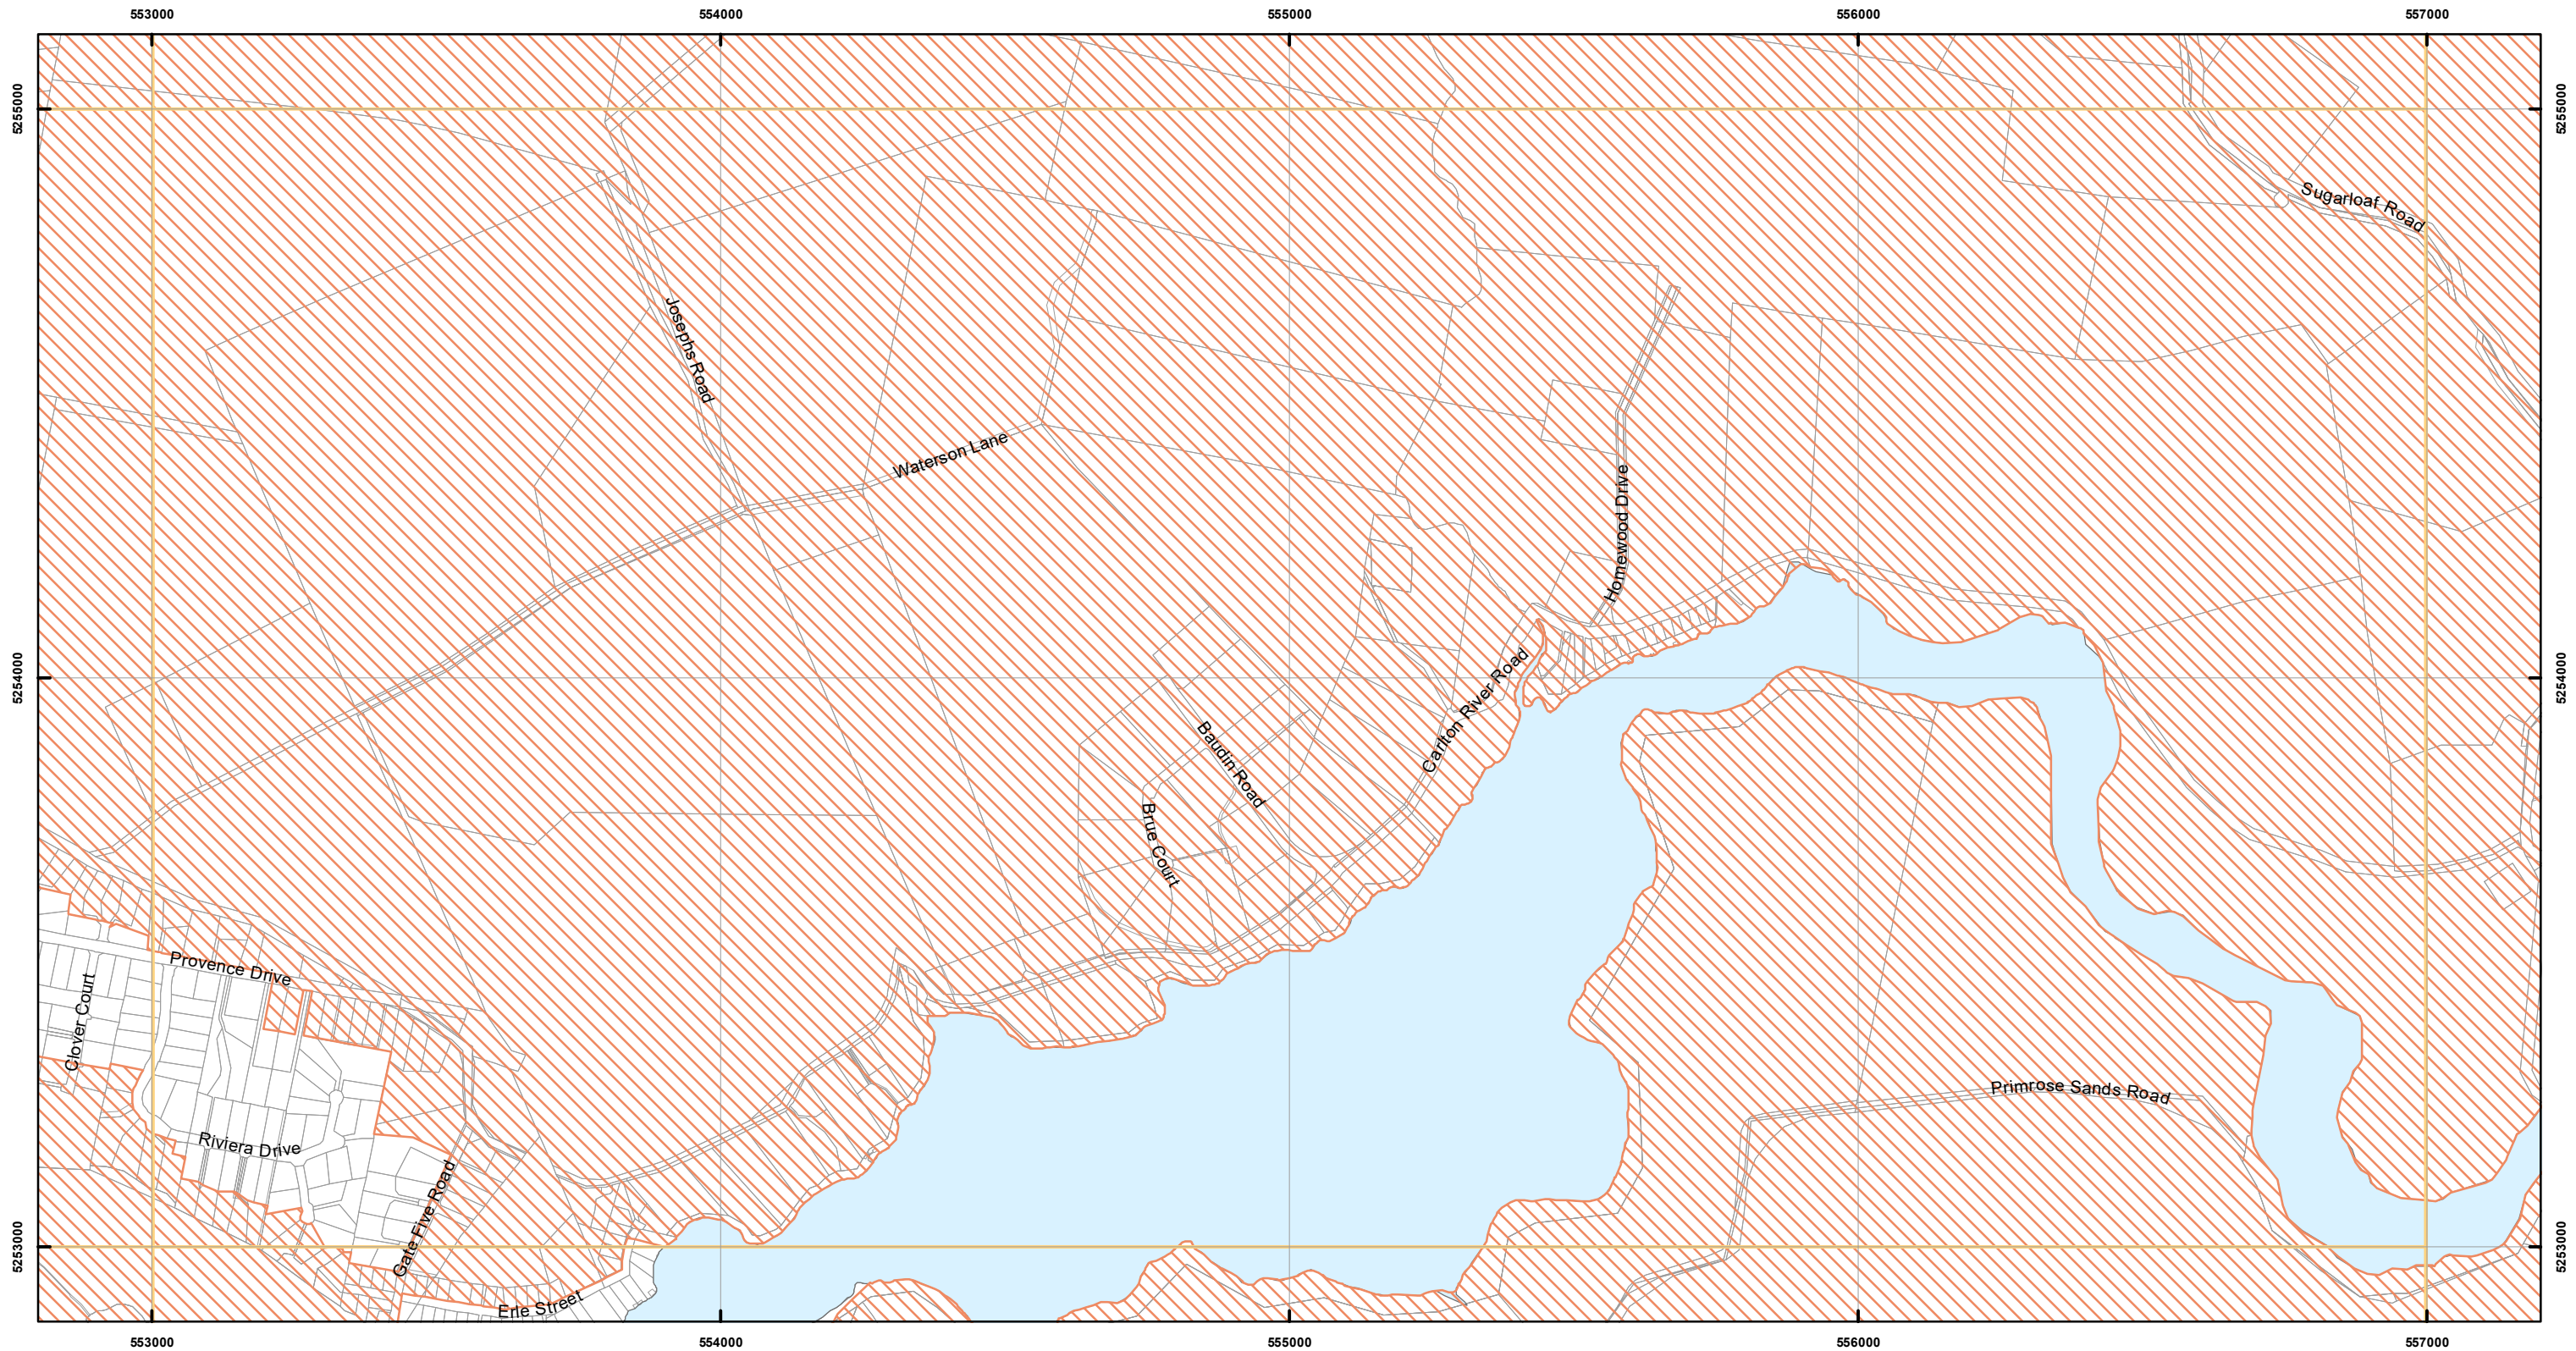 553000
554000
555000
556000
557000
5255000
5255000
Sugarloaf Road
Josephs Road
Waterson Lane
Homewood Drive
Carlton River Road
5254000
5254000
Baudin Road
Brue Court
Provence Drive
Clover Court
Primrose Sands Road
Riviera Drive
Gate Five Road
5253000
5253000
Erle Street
553000
554000
555000
556000
557000